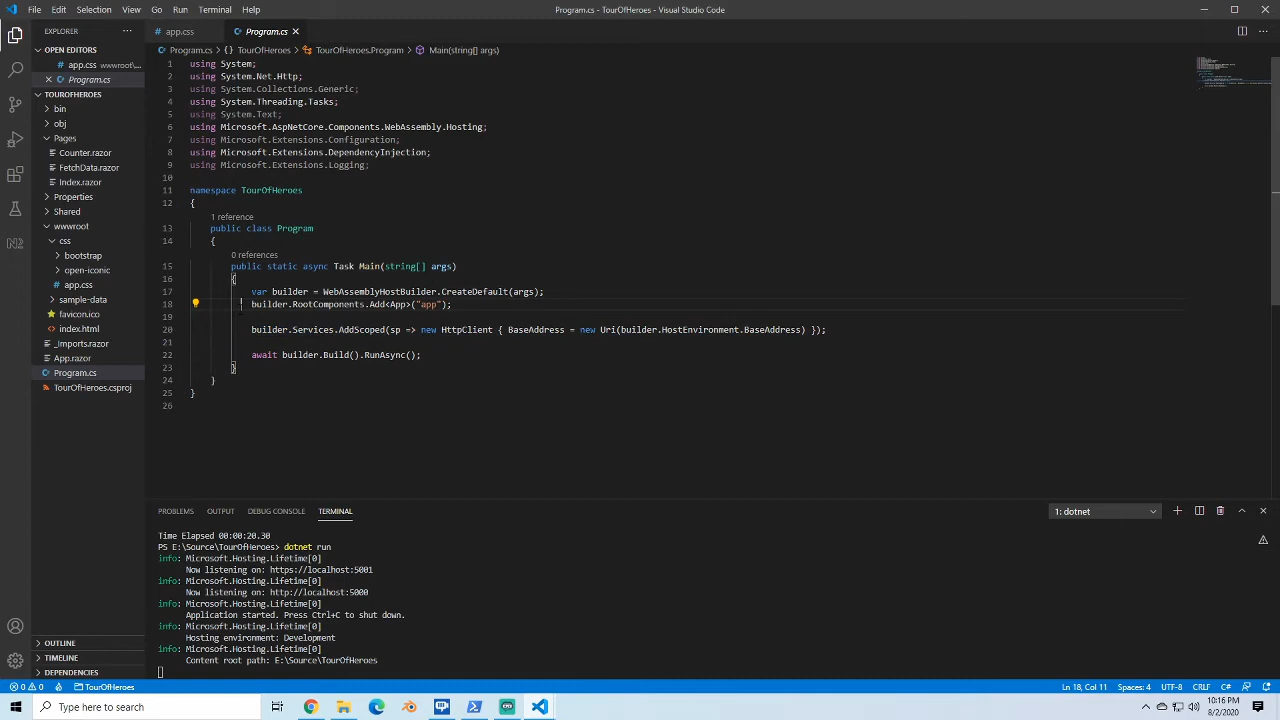 File Edit Selection View Go Run Terminal Help
Program.cs - TourOfHeroes - Visual Studio Code
EXPLORER
OPEN EDITORS
app.css wwwroot\...
Program.cs
TOUROFHEROES
bin
obj
Pages
Counter.razor
FetchData.razor
Index.razor
Properties
Shared
wwwroot
css
bootstrap
open-iconic
app.css
sample-data
favicon.ico
index.html
_Imports.razor
App.razor
Program.cs
TourOfHeroes.csproj
OUTLINE
TIMELINE
DEPENDENCIES
app.css Program.cs
Program.cs > {} TourOfHeroes > TourOfHeroes.Program > Main(string[] args)
1 using System;
2 using System.Net.Http;
3 using System.Collections.Generic;
4 using System.Threading.Tasks;
5 using System.Text;
6 using Microsoft.AspNetCore.Components.WebAssembly.Hosting;
7 using Microsoft.Extensions.Configuration;
8 using Microsoft.Extensions.DependencyInjection;
9 using Microsoft.Extensions.Logging;
10
11 namespace TourOfHeroes
12 {
1 reference
13 public class Program
14 {
0 references
15 public static async Task Main(string[] args)
16 {
17 var builder = WebAssemblyHostBuilder.CreateDefault(args);
18 builder.RootComponents.Add<App>("app");
19
20 builder.Services.AddScoped(sp => new HttpClient { BaseAddress = new Uri(builder.HostEnvironment.BaseAddress) });
21
22 await builder.Build().RunAsync();
23 }
24 }
25 }
26
PROBLEMS OUTPUT DEBUG CONSOLE TERMINAL
1: dotnet
Time Elapsed 00:00:20.30
PS E:\Source\TourOfHeroes> dotnet run
info: Microsoft.Hosting.Lifetime[0]
Now listening on: https://localhost:5001
info: Microsoft.Hosting.Lifetime[0]
Now listening on: http://localhost:5000
info: Microsoft.Hosting.Lifetime[0]
Application started. Press Ctrl+C to shut down.
info: Microsoft.Hosting.Lifetime[0]
Hosting environment: Development
info: Microsoft.Hosting.Lifetime[0]
Content root path: E:\Source\TourOfHeroes
0 0 TourOfHeroes
Ln 18, Col 11 Spaces: 4 UTF-8 CRLF C#
Type here to search
10:16 PM
8/2/2020